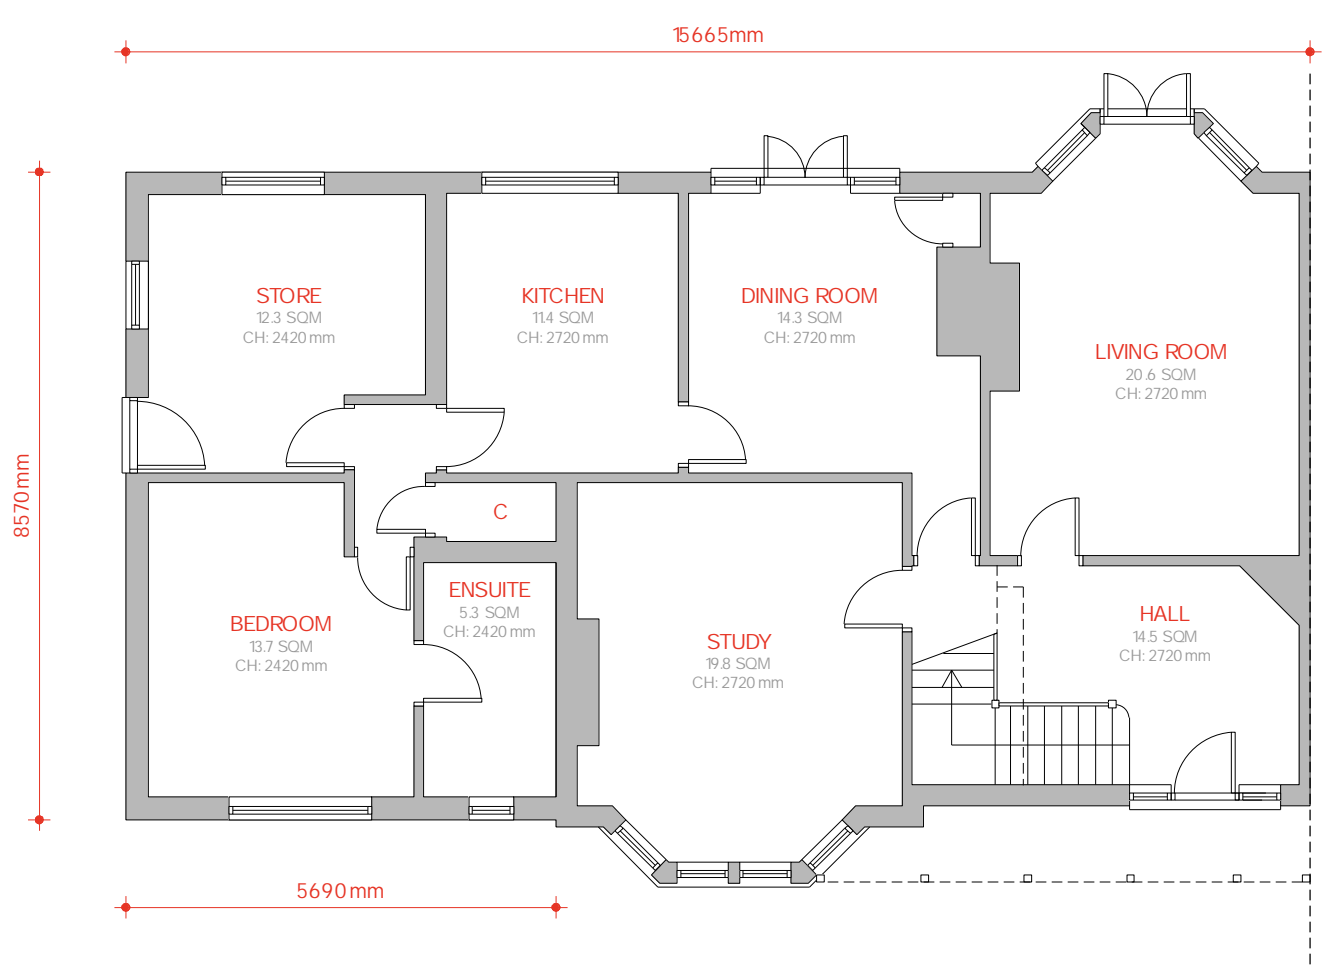 15665mm
STORE
12.3 SQM
CH: 2420 mm
KITCHEN
11.4 SQM
CH: 2720 mm
DINING ROOM
14.3 SQM
CH: 2720 mm
LIVING ROOM
20.6 SQM
CH: 2720 mm
8570mm
C
BEDROOM
13.7 SQM
CH: 2420 mm
ENSUITE
5.3 SQM
CH: 2420 mm
STUDY
19.8 SQM
CH: 2720 mm
HALL
14.5 SQM
CH: 2720 mm
5690mm